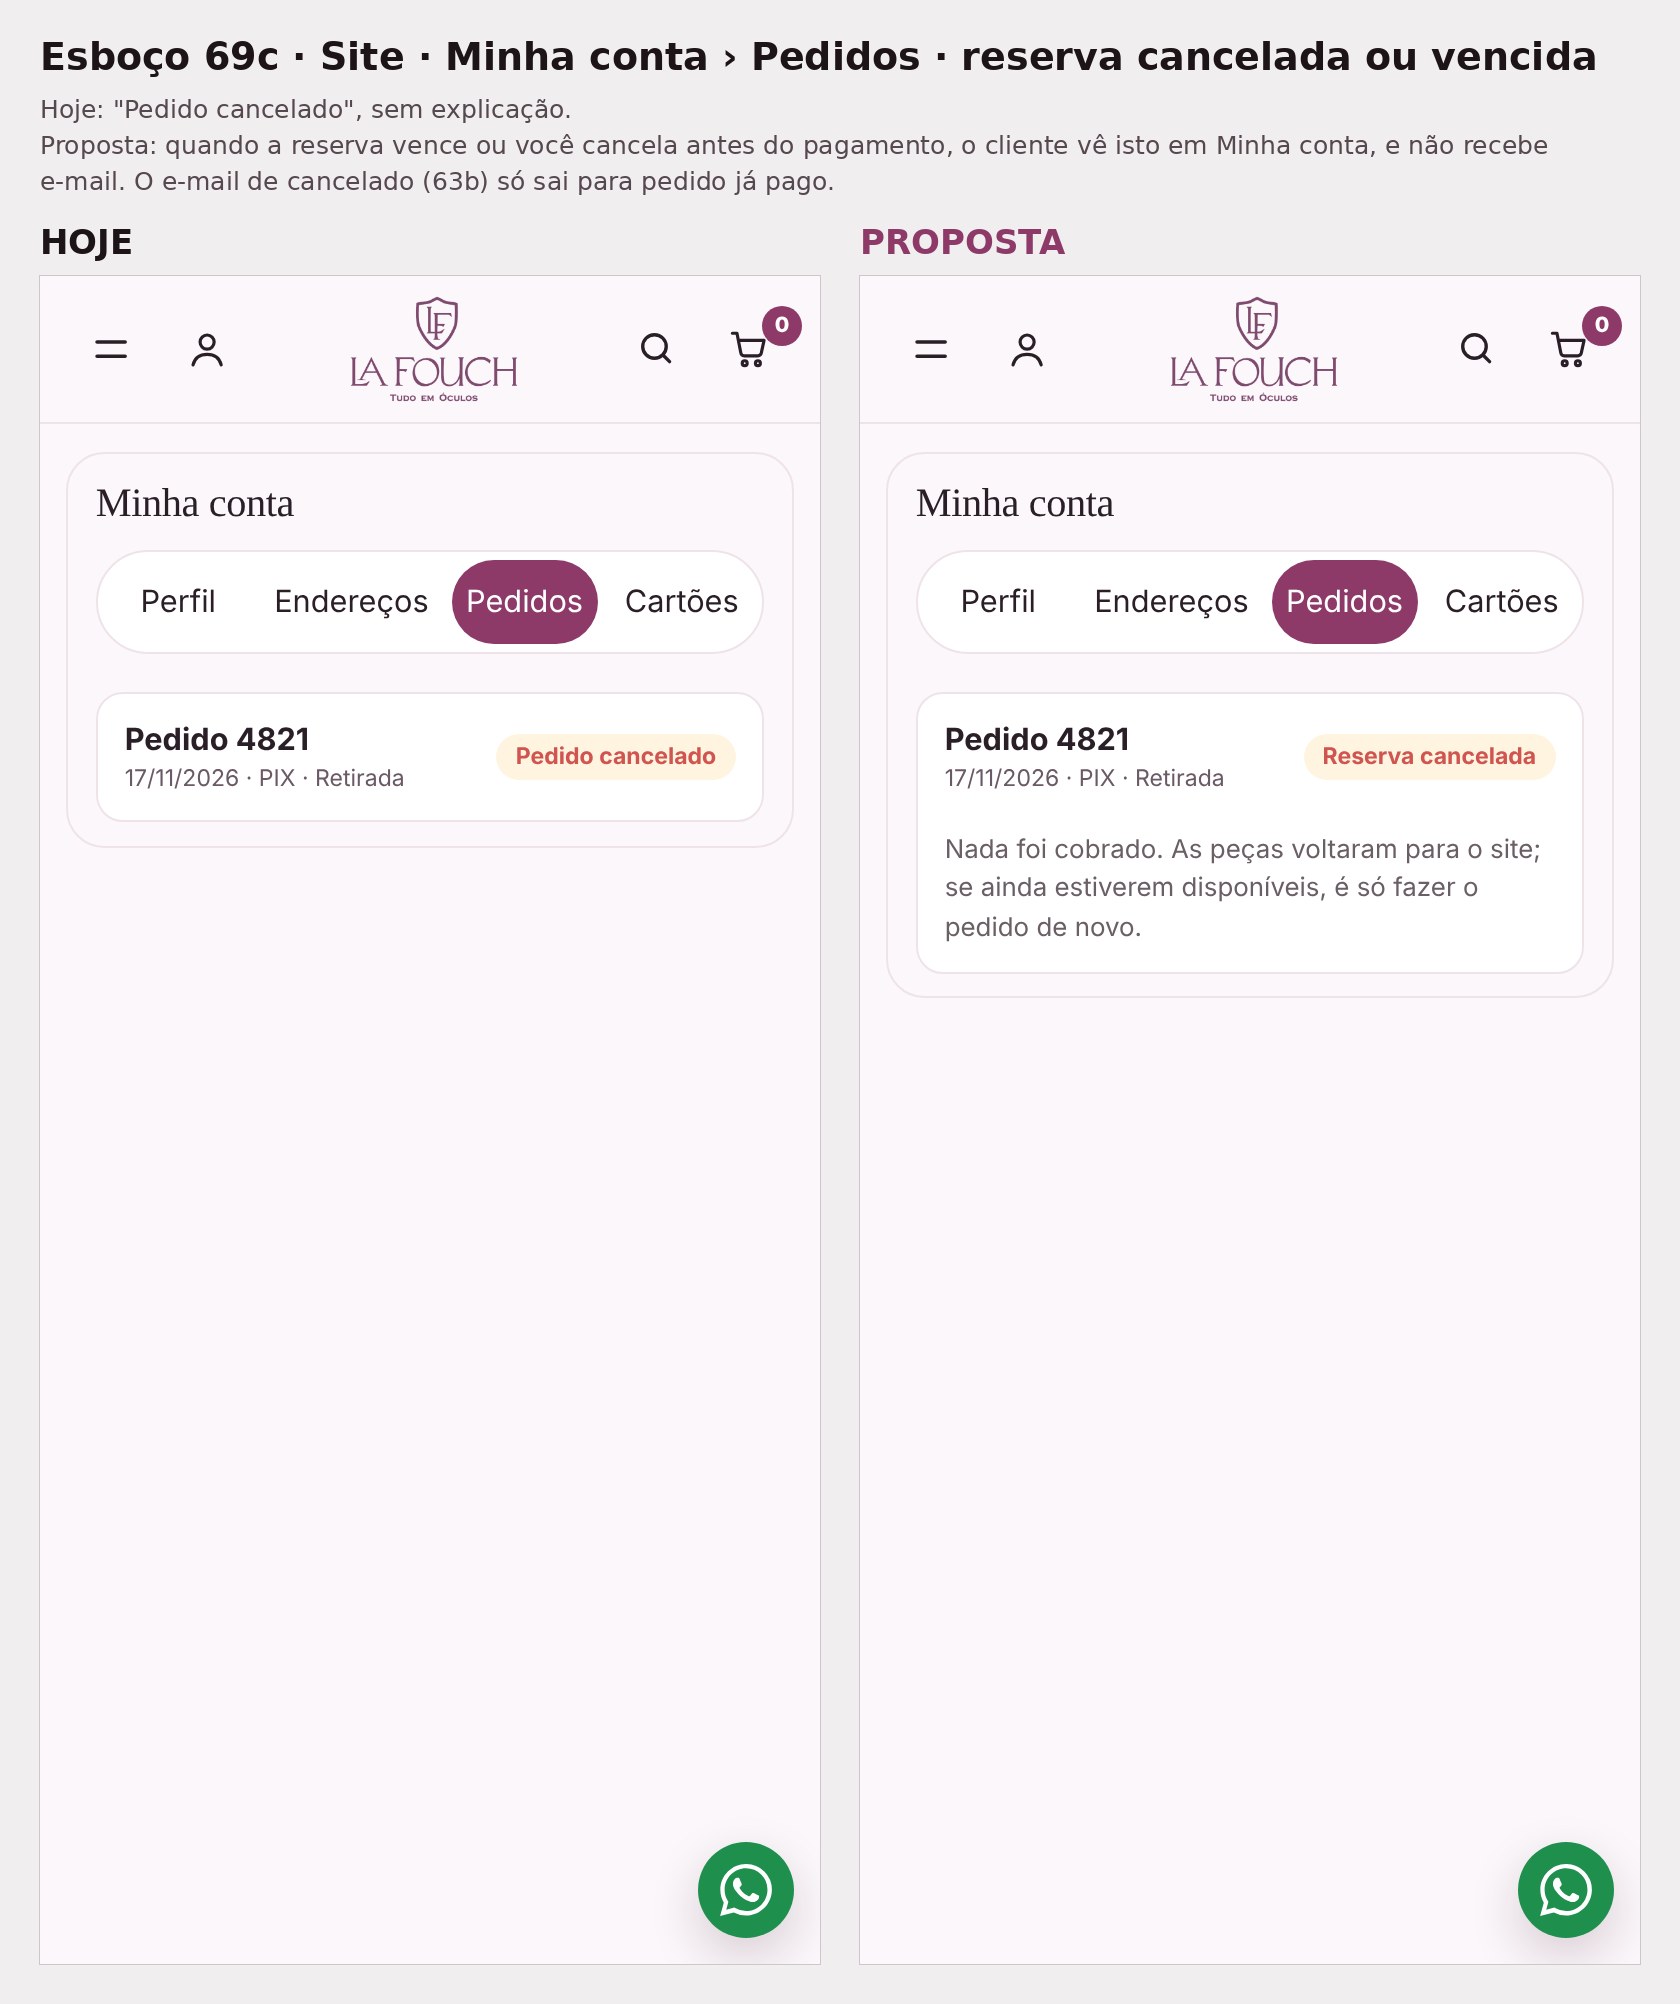 Esboço 69c · Site · Minha conta › Pedidos · reserva cancelada ou vencida
Hoje: "Pedido cancelado", sem explicação.
Proposta: quando a reserva vence ou você cancela antes do pagamento, o cliente vê isto em Minha conta, e não recebe
e-mail. O e-mail de cancelado (63b) só sai para pedido já pago.
HOJE
LF
LA FOUCH
Tudo em Óculos
0
Minha conta
Perfil Endereços Pedidos Cartões
Pedido 4821
17/11/2026 · PIX · Retirada
Pedido cancelado
PROPOSTA
LF
LA FOUCH
Tudo em Óculos
0
Minha conta
Perfil Endereços Pedidos Cartões
Pedido 4821
17/11/2026 · PIX · Retirada
Reserva cancelada
Nada foi cobrado. As peças voltaram para o site;
se ainda estiverem disponíveis, é só fazer o
pedido de novo.